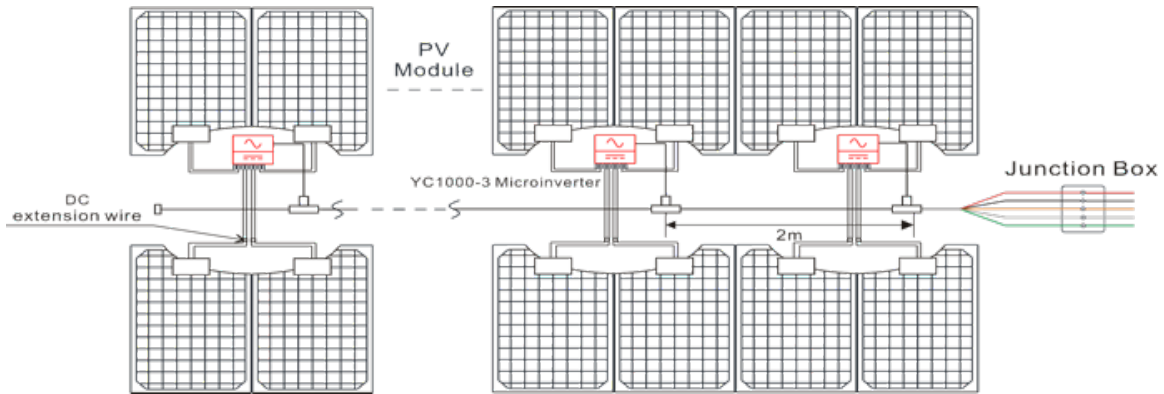 PV
Module
Junction Box
YC1000-3 Microinverter
DC
extension wire
2m